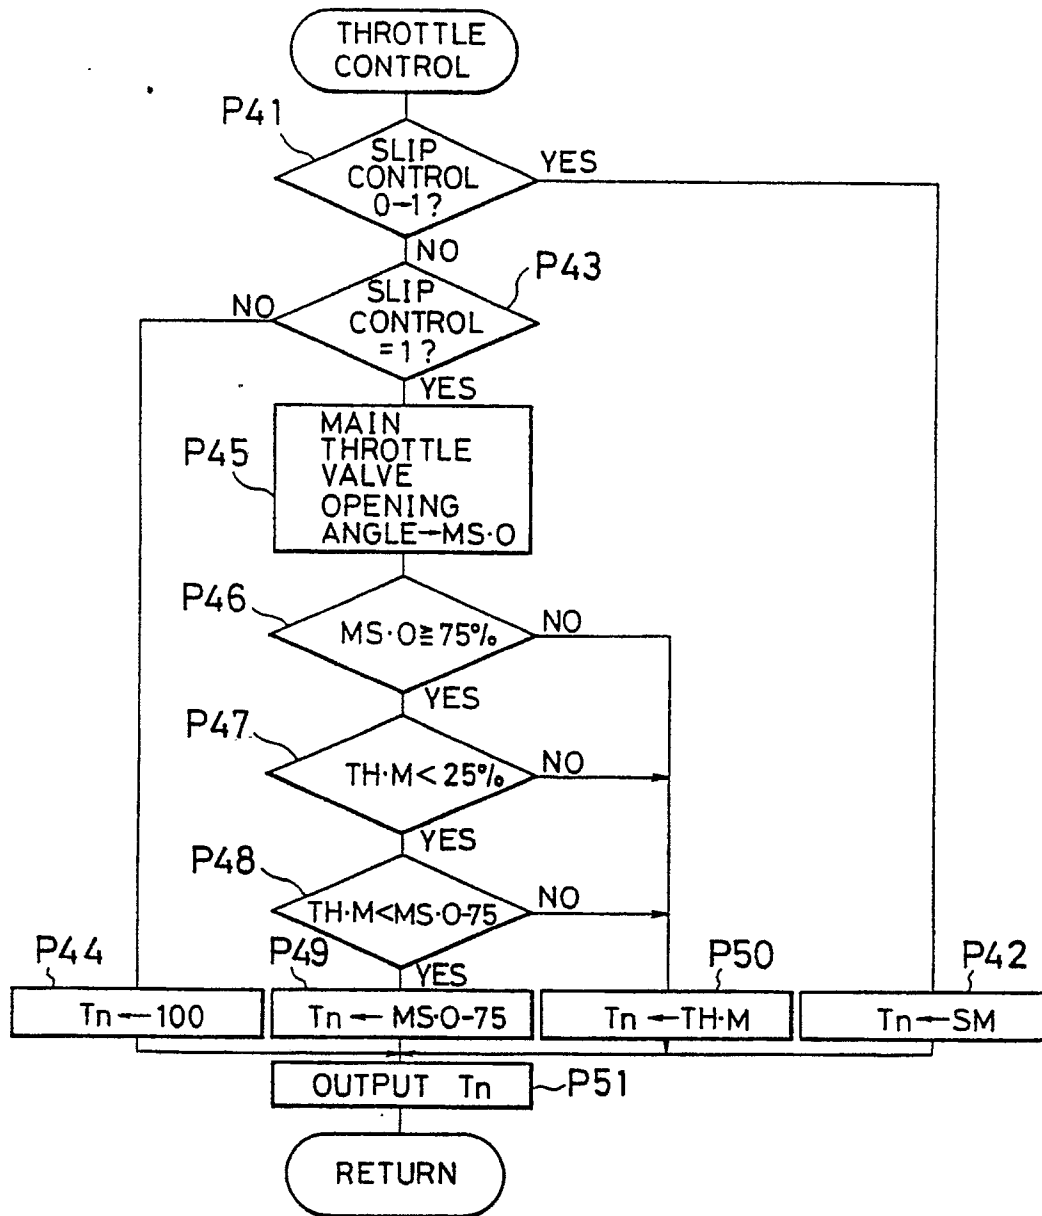 THROTTLE
CONTROL
P41
SLIP
CONTROL
0→1?
YES
NO
P43
SLIP
CONTROL
=1?
NO
YES
P45
MAIN
THROTTLE
VALVE
OPENING
ANGLE→MS·O
P46
MS·O≧75%
NO
YES
P47
TH·M<25%
NO
YES
P48
TH·M<MS·O-75
NO
YES
P44
Tn←100
P49
Tn←MS·O-75
P50
Tn←TH·M
P42
Tn←SM
OUTPUT Tn
P51
RETURN